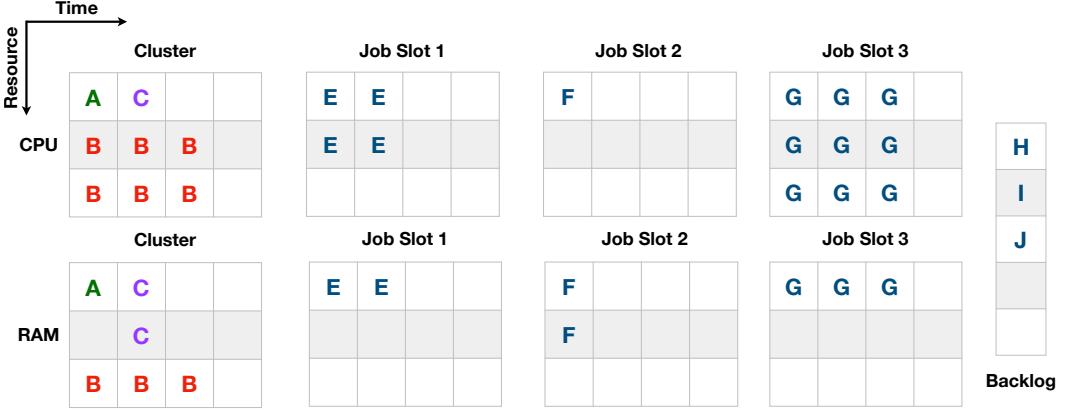 Time
Resource
Cluster
Job Slot 1
Job Slot 2
Job Slot 3
CPU
A C
B B B
B B B
E E
E E
F
G G G
G G G
G G G
Cluster
Job Slot 1
Job Slot 2
Job Slot 3
RAM
A C
C
B B B
E E
F
F
G G G
H
I
J
Backlog